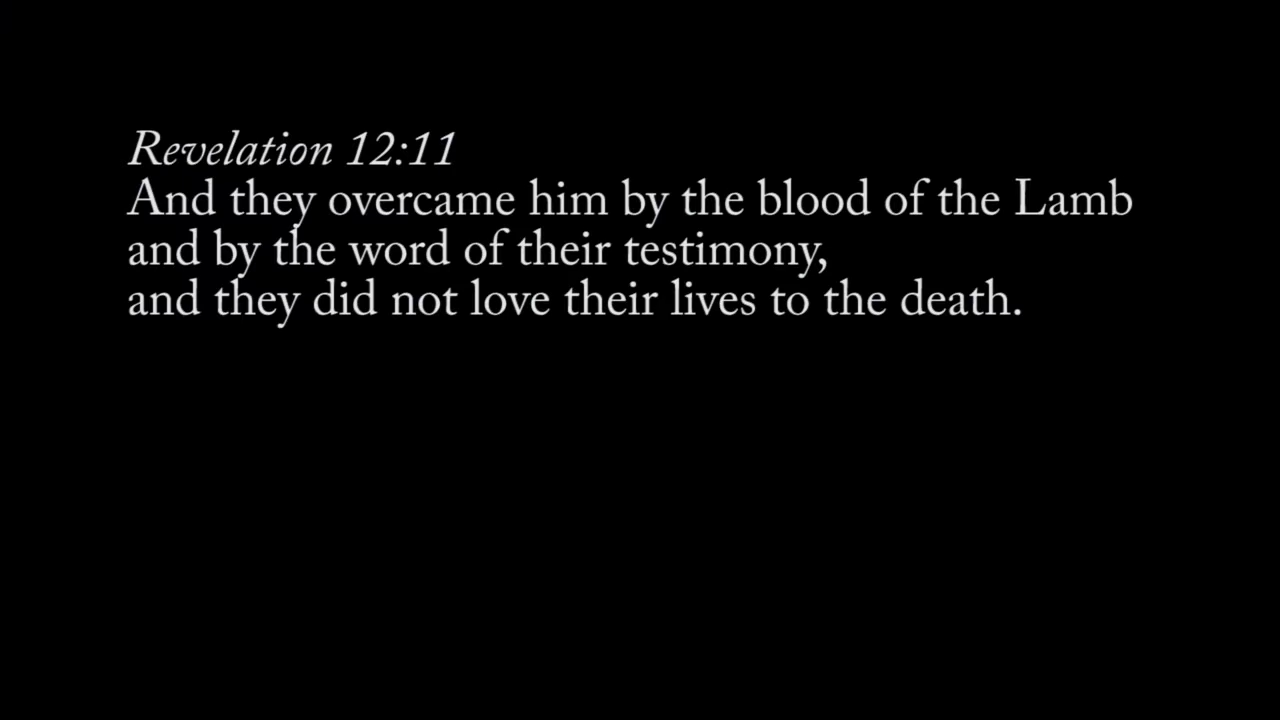 Revelation 12:11
And they overcame him by the blood of the Lamb
and by the word of their testimony,
and they did not love their lives to the death.